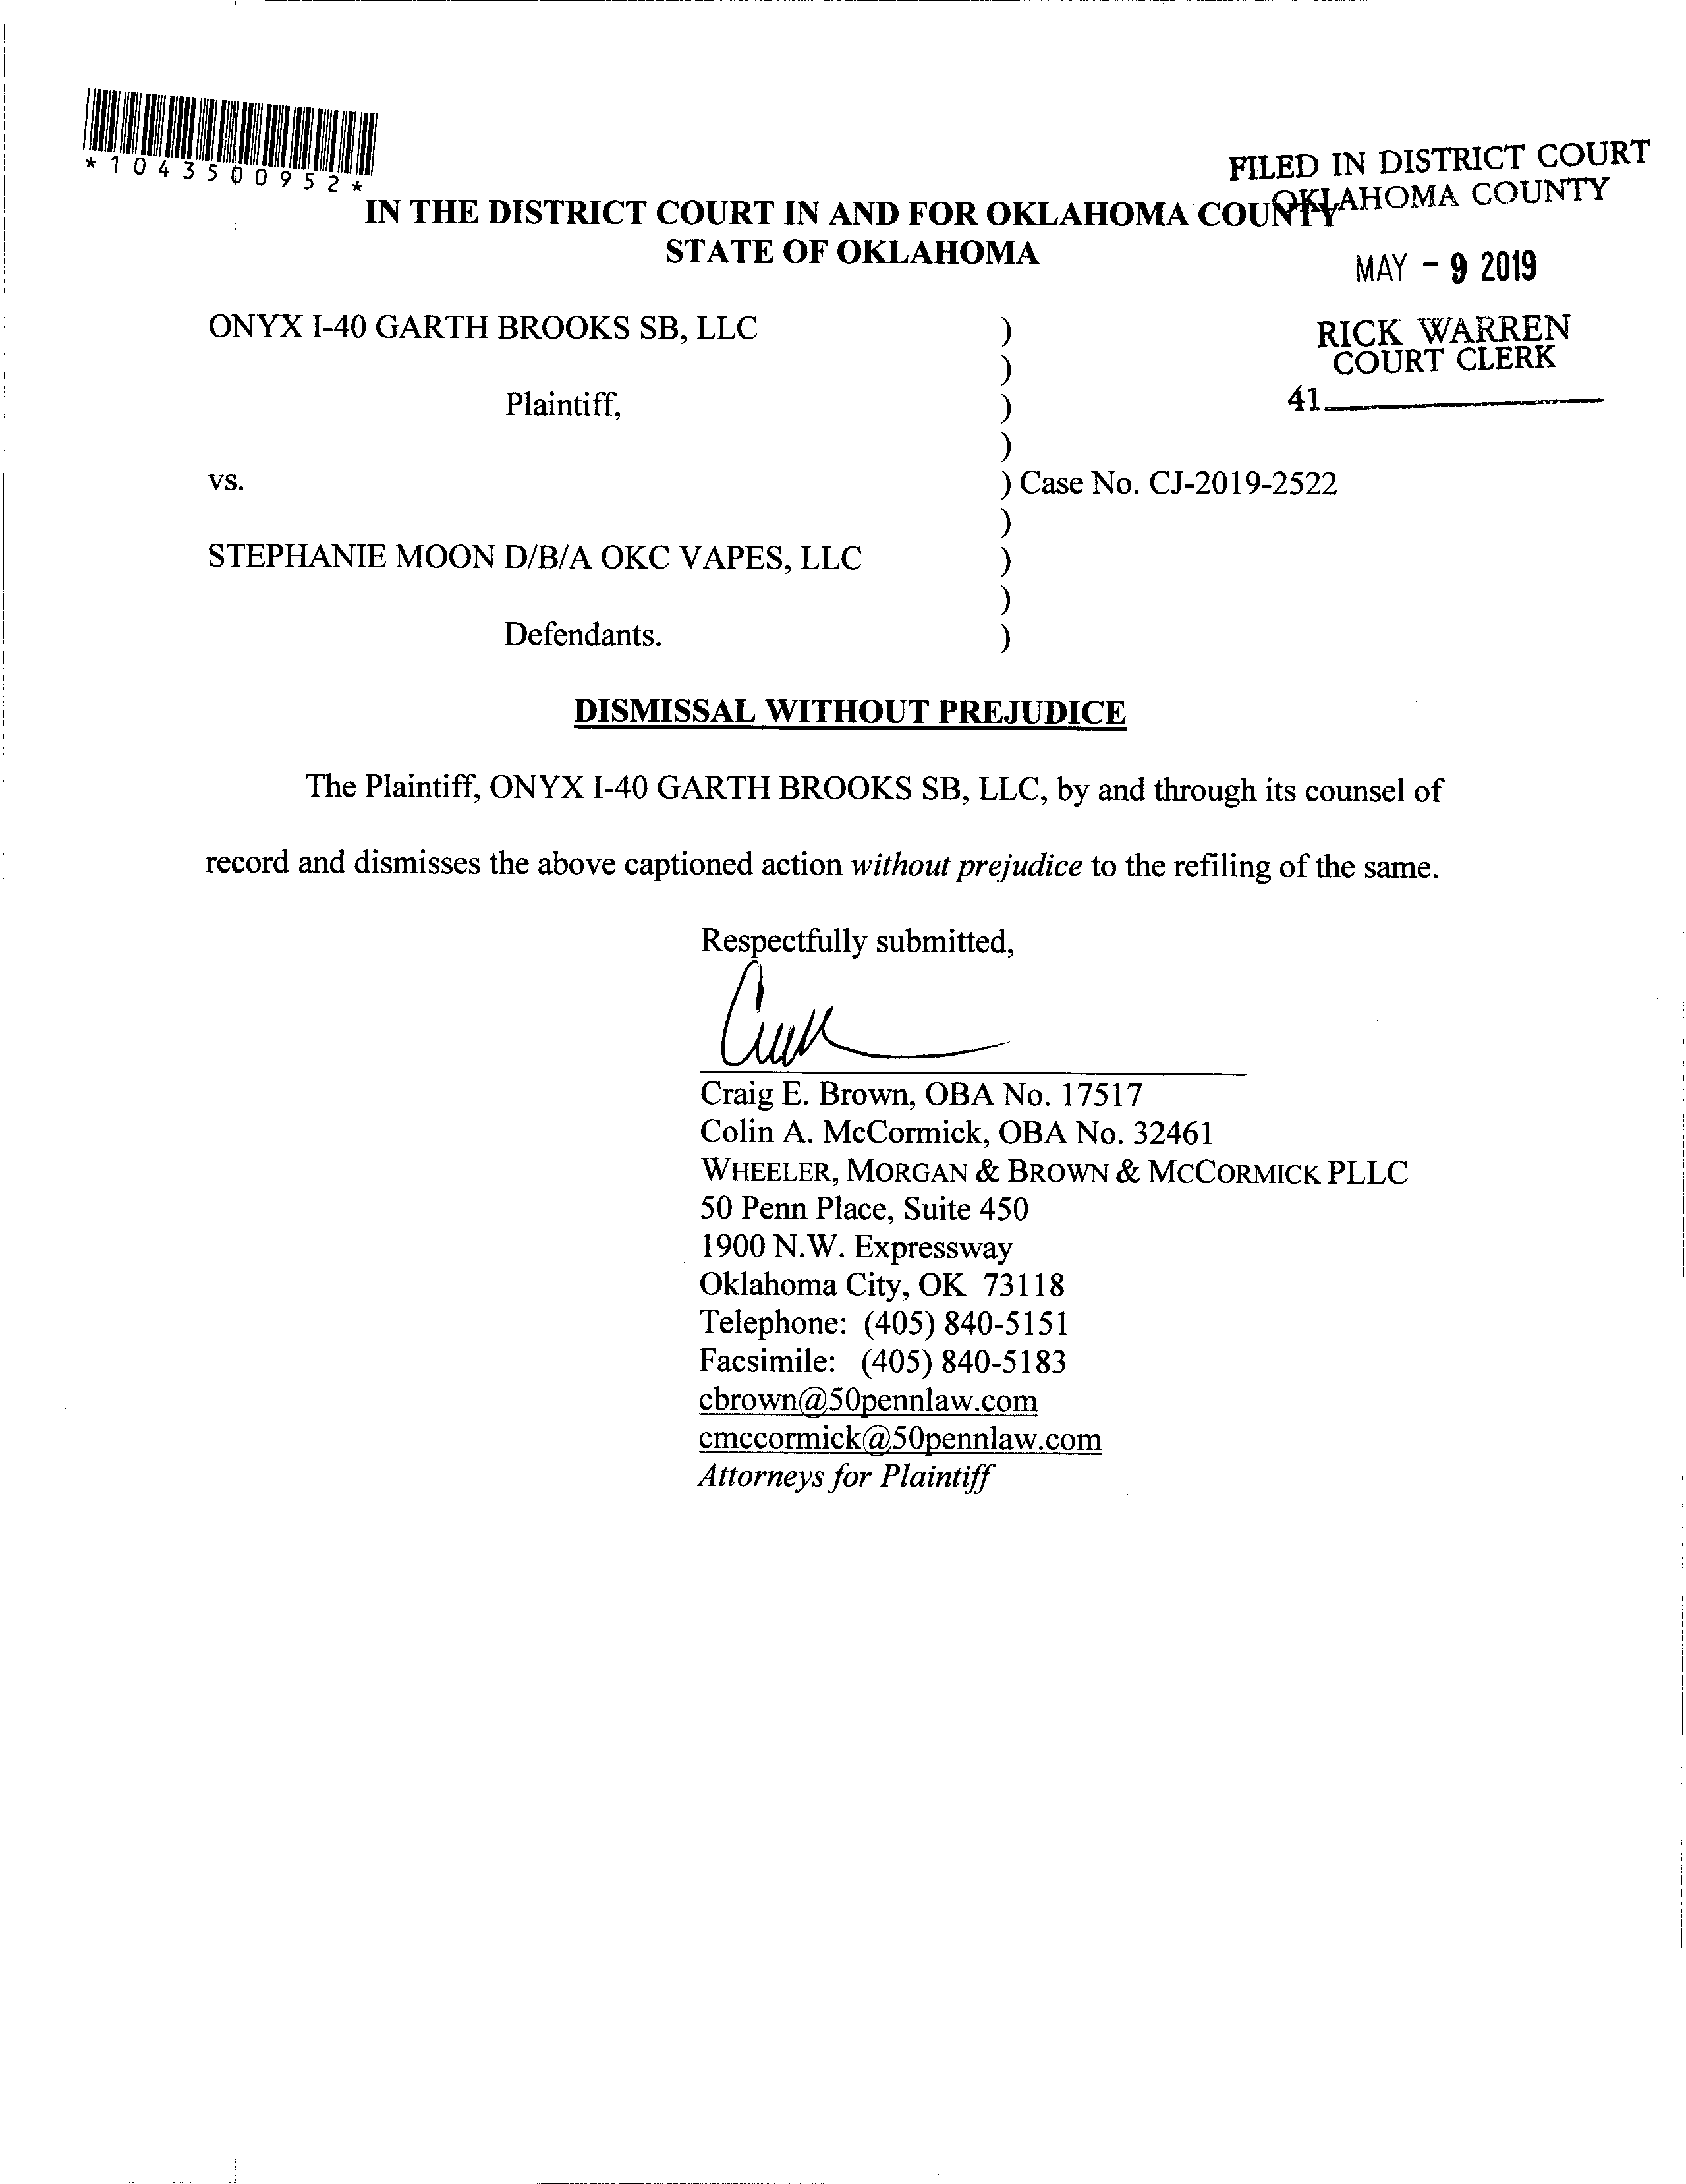 *1043500952*
FILED IN DISTRICT COURT
OKLAHOMA COUNTY
IN THE DISTRICT COURT IN AND FOR OKLAHOMA COUNTY
STATE OF OKLAHOMA
MAY - 9 2019
ONYX I-40 GARTH BROOKS SB, LLC )
RICK WARREN
COURT CLERK
)
Plaintiff, )
41
)
vs. ) Case No. CJ-2019-2522
)
STEPHANIE MOON D/B/A OKC VAPES, LLC )
)
Defendants. )
DISMISSAL WITHOUT PREJUDICE
The Plaintiff, ONYX I-40 GARTH BROOKS SB, LLC, by and through its counsel of
record and dismisses the above captioned action without prejudice to the refiling of the same.
Respectfully submitted,
Craig E. Brown, OBA No. 17517
Colin A. McCormick, OBA No. 32461
WHEELER, MORGAN & BROWN & MCCORMICK PLLC
50 Penn Place, Suite 450
1900 N.W. Expressway
Oklahoma City, OK 73118
Telephone: (405) 840-5151
Facsimile: (405) 840-5183
cbrown@50pennlaw.com
cmccormick@50pennlaw.com
Attorneys for Plaintiff